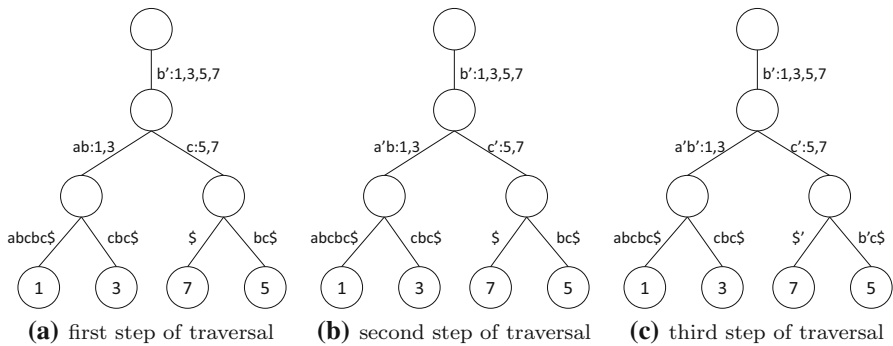 b':1,3,5,7
b':1,3,5,7
b':1,3,5,7
ab:1,3
c:5,7
a'b:1,3
c':5,7
a'b':1,3
c':5,7
abcbc$
cbc$
$
bc$
abcbc$
cbc$
$
bc$
abcbc$
cbc$
$'
b'c$
1
3
7
5
1
3
7
5
1
3
7
5
(a) first step of traversal
(b) second step of traversal
(c) third step of traversal